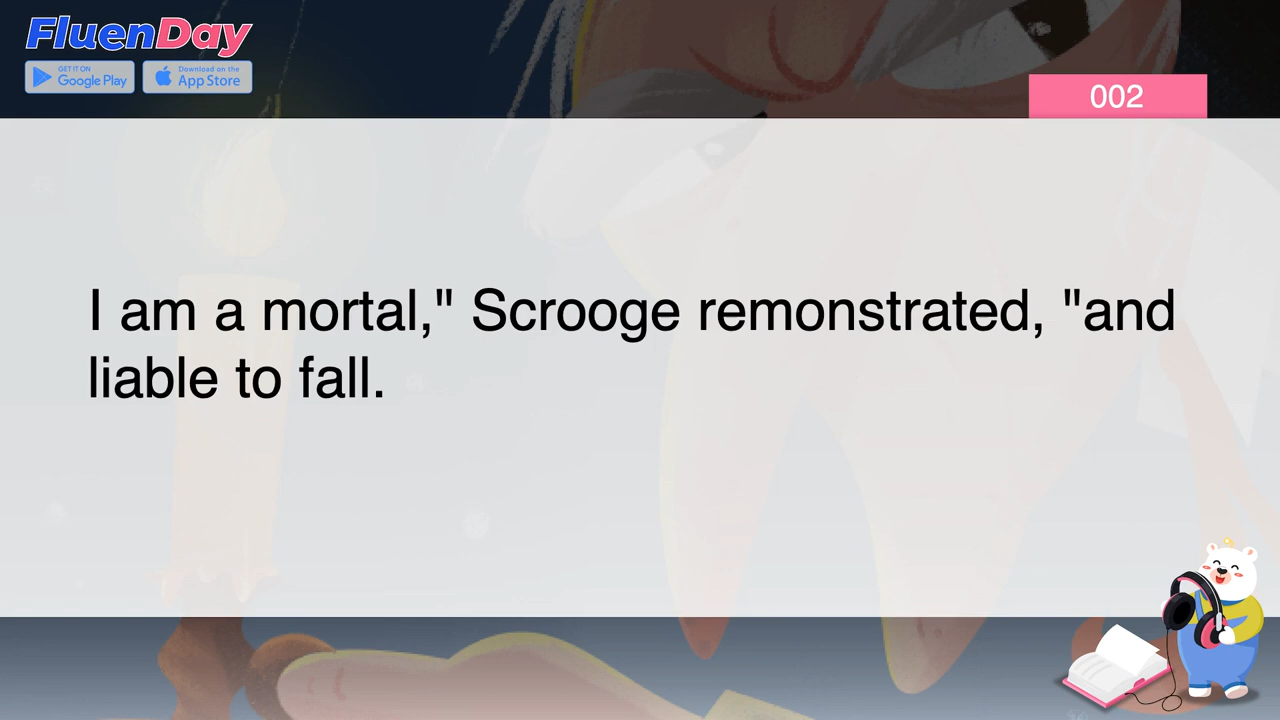 FluenDay
GET IT ON
Google Play
Download on the
App Store
002
I am a mortal," Scrooge remonstrated, "and
liable to fall.